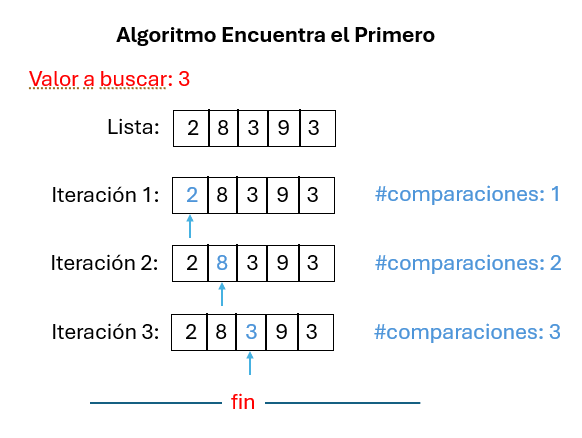 Algoritmo Encuentra el Primero
Valor a buscar: 3
Lista: 2 8 3 9 3
Iteración 1: 2 8 3 9 3 #comparaciones: 1
Iteración 2: 2 8 3 9 3 #comparaciones: 2
Iteración 3: 2 8 3 9 3 #comparaciones: 3
fin